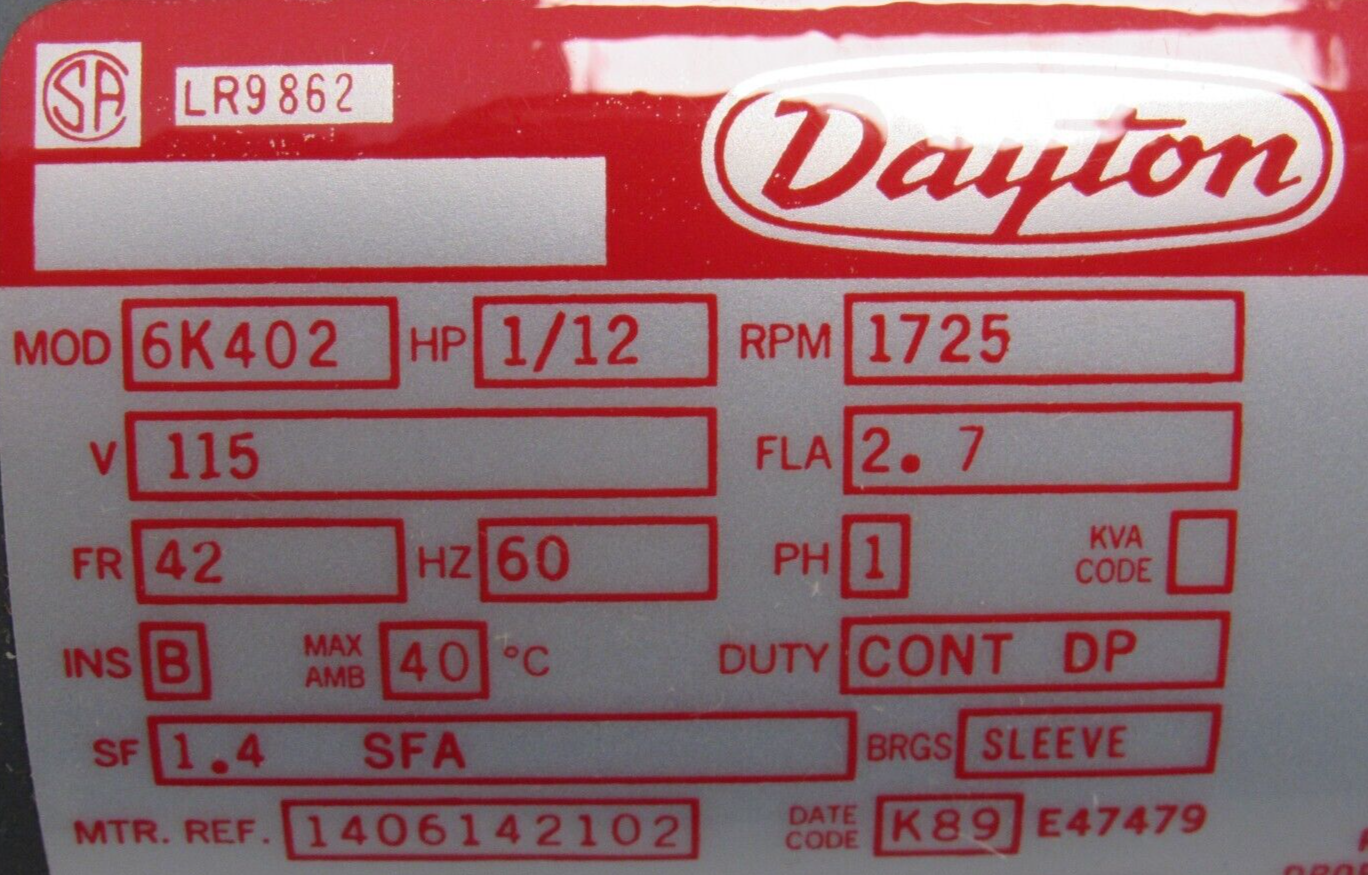 SA LR9862
Dayton
MOD 6K402 HP 1/12 RPM 1725
V 115 FLA 2.7
FR 42 HZ 60 PH 1 KVA CODE
INS B MAX AMB 40 °C DUTY CONT DP
SF 1.4 SFA BRGS SLEEVE
MTR. REF. 1406142102 DATE CODE K89 E47479